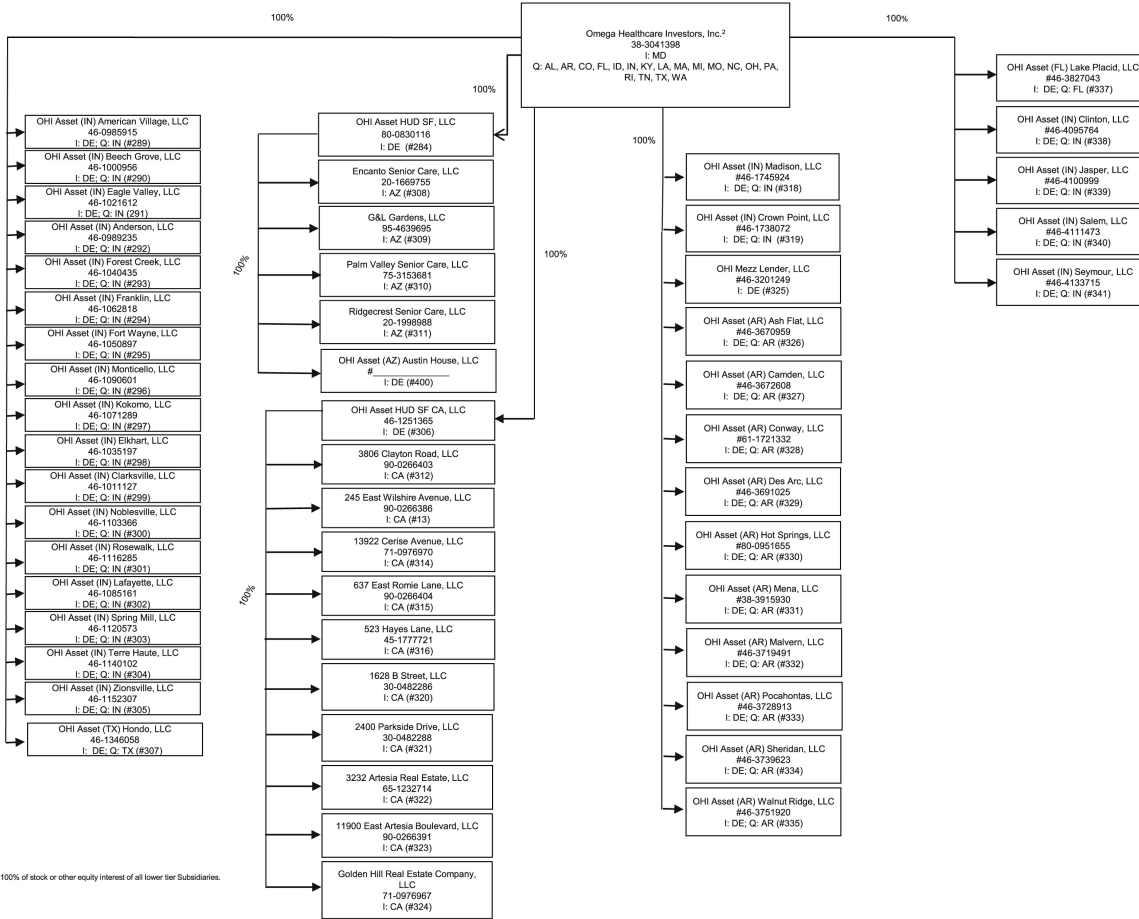 100%
100%
Omega Healthcare Investors, Inc.²
38-3041398
I: MD
Q: AL, AR, CO, FL, ID, IN, KY, LA, MA, MI, MO, NC, OH, PA,
RI, TN, TX, WA
100%
100%
100%
OHI Asset (IN) American Village, LLC
46-0985915
I: DE; Q: IN (#289)
OHI Asset (IN) Beech Grove, LLC
46-1000956
I: DE; Q: IN (#290)
OHI Asset (IN) Eagle Valley, LLC
46-1021612
I: DE; Q: IN (291)
OHI Asset (IN) Anderson, LLC
46-0989235
I: DE; Q: IN (#292)
OHI Asset (IN) Forest Creek, LLC
46-1040435
I: DE; Q: IN (#293)
OHI Asset (IN) Franklin, LLC
46-1062818
I: DE; Q: IN (#294)
OHI Asset (IN) Fort Wayne, LLC
46-1050897
I: DE; Q: IN (#295)
OHI Asset (IN) Monticello, LLC
46-1090601
I: DE; Q: IN (#296)
OHI Asset (IN) Kokomo, LLC
46-1071289
I: DE; Q: IN (#297)
OHI Asset (IN) Elkhart, LLC
46-1035197
I: DE; Q: IN (#298)
OHI Asset (IN) Clarksville, LLC
46-1011127
I: DE; Q: IN (#299)
OHI Asset (IN) Noblesville, LLC
46-1103366
I: DE; Q: IN (#300)
OHI Asset (IN) Rosewalk, LLC
46-1116285
I: DE; Q: IN (#301)
OHI Asset (IN) Lafayette, LLC
46-1085161
I: DE; Q: IN (#302)
OHI Asset (IN) Spring Mill, LLC
46-1120573
I: DE; Q: IN (#303)
OHI Asset (IN) Terre Haute, LLC
46-1140102
I: DE; Q: IN (#304)
OHI Asset (IN) Zionsville, LLC
46-1152307
I: DE; Q: IN (#305)
OHI Asset (TX) Hondo, LLC
46-1346058
I: DE; Q: TX (#307)
100%
OHI Asset HUD SF, LLC
80-0830116
I: DE (#284)
Encanto Senior Care, LLC
20-1669755
I: AZ (#308)
G&L Gardens, LLC
95-4639695
I: AZ (#309)
Palm Valley Senior Care, LLC
75-3153681
I: AZ (#310)
Ridgecrest Senior Care, LLC
20-1998988
I: AZ (#311)
OHI Asset (AZ) Austin House, LLC
#_______________
I: DE (#400)
100%
OHI Asset HUD SF CA, LLC
46-1251365
I: DE (#306)
3806 Clayton Road, LLC
90-0266403
I: CA (#312)
245 East Wilshire Avenue, LLC
90-0266386
I: CA (#13)
13922 Cerise Avenue, LLC
71-0976970
I: CA (#314)
637 East Romie Lane, LLC
90-0266404
I: CA (#315)
523 Hayes Lane, LLC
45-1777721
I: CA (#316)
1628 B Street, LLC
30-0482286
I: CA (#320)
2400 Parkside Drive, LLC
30-0482288
I: CA (#321)
3232 Artesia Real Estate, LLC
65-1232714
I: CA (#322)
11900 East Artesia Boulevard, LLC
90-0266391
I: CA (#323)
Golden Hill Real Estate Company,
LLC
71-0976967
I: CA (#324)
OHI Asset (IN) Madison, LLC
#46-1745924
I: DE; Q: IN (#318)
OHI Asset (IN) Crown Point, LLC
#46-1738072
I: DE; Q: IN (#319)
OHI Mezz Lender, LLC
#46-3201249
I: DE (#325)
OHI Asset (AR) Ash Flat, LLC
#46-3670959
I: DE; Q: AR (#326)
OHI Asset (AR) Camden, LLC
#46-3672608
I: DE; Q: AR (#327)
OHI Asset (AR) Conway, LLC
#61-1721332
I: DE; Q: AR (#328)
OHI Asset (AR) Des Arc, LLC
#46-3691025
I: DE; Q: AR (#329)
OHI Asset (AR) Hot Springs, LLC
#80-0951655
I: DE; Q: AR (#330)
OHI Asset (AR) Mena, LLC
#38-3915930
I: DE; Q: AR (#331)
OHI Asset (AR) Malvern, LLC
#46-3719491
I: DE; Q: AR (#332)
OHI Asset (AR) Pocahontas, LLC
#46-3728913
I: DE; Q: AR (#333)
OHI Asset (AR) Sheridan, LLC
#46-3739623
I: DE; Q: AR (#334)
OHI Asset (AR) Walnut Ridge, LLC
#46-3751920
I: DE; Q: AR (#335)
OHI Asset (FL) Lake Placid, LLC
#46-3827043
I: DE; Q: FL (#337)
OHI Asset (IN) Clinton, LLC
#46-4095764
I: DE; Q: IN (#338)
OHI Asset (IN) Jasper, LLC
#46-4100999
I: DE; Q: IN (#339)
OHI Asset (IN) Salem, LLC
#46-4111473
I: DE; Q: IN (#340)
OHI Asset (IN) Seymour, LLC
#46-4133715
I: DE; Q: IN (#341)
100% of stock or other equity interest of all lower tier Subsidiaries.